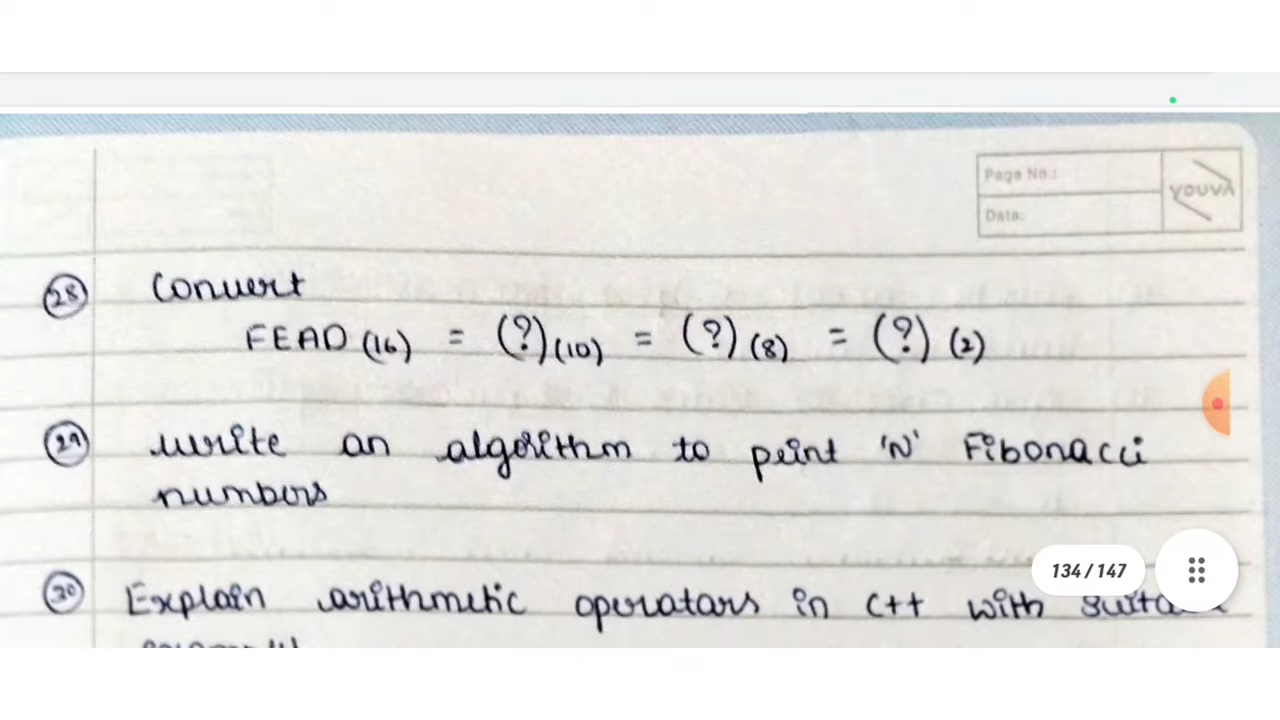 Page No.:
Date:
YOUVA
28 Convert
FEAD (16) = (?)(10) = (?) (8) = (?) (2)
29 write an algorithm to print 'N' Fibonacci
numbers
134 / 147
30 Explain arithmetic operators in C++ with